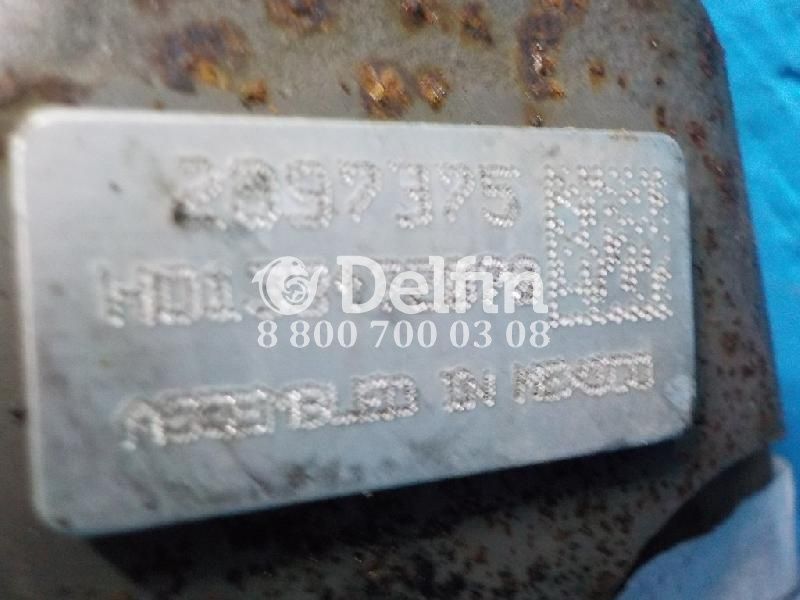 2897375
Delfin
8 800 700 03 08
ASSEMBLED IN MEXICO